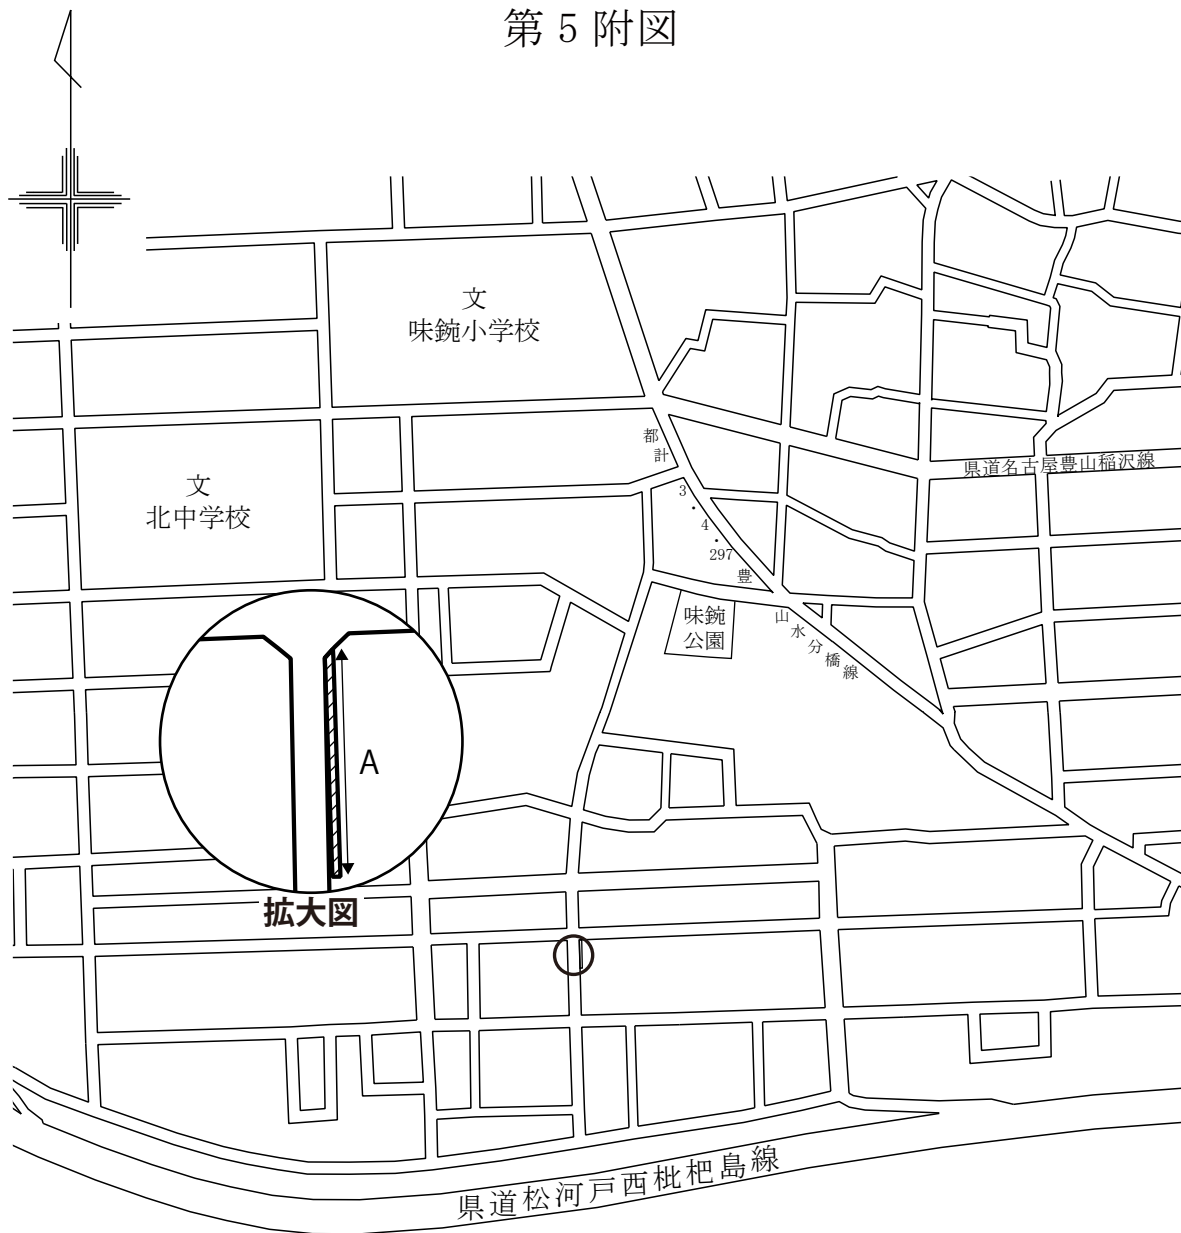 第5附図
文
味鋺小学校
都計
3・4・297
豊山水分橋線
県道名古屋豊山稲沢線
文
北中学校
味鋺
公園
A
拡大図
県道松河戸西枇杷島線